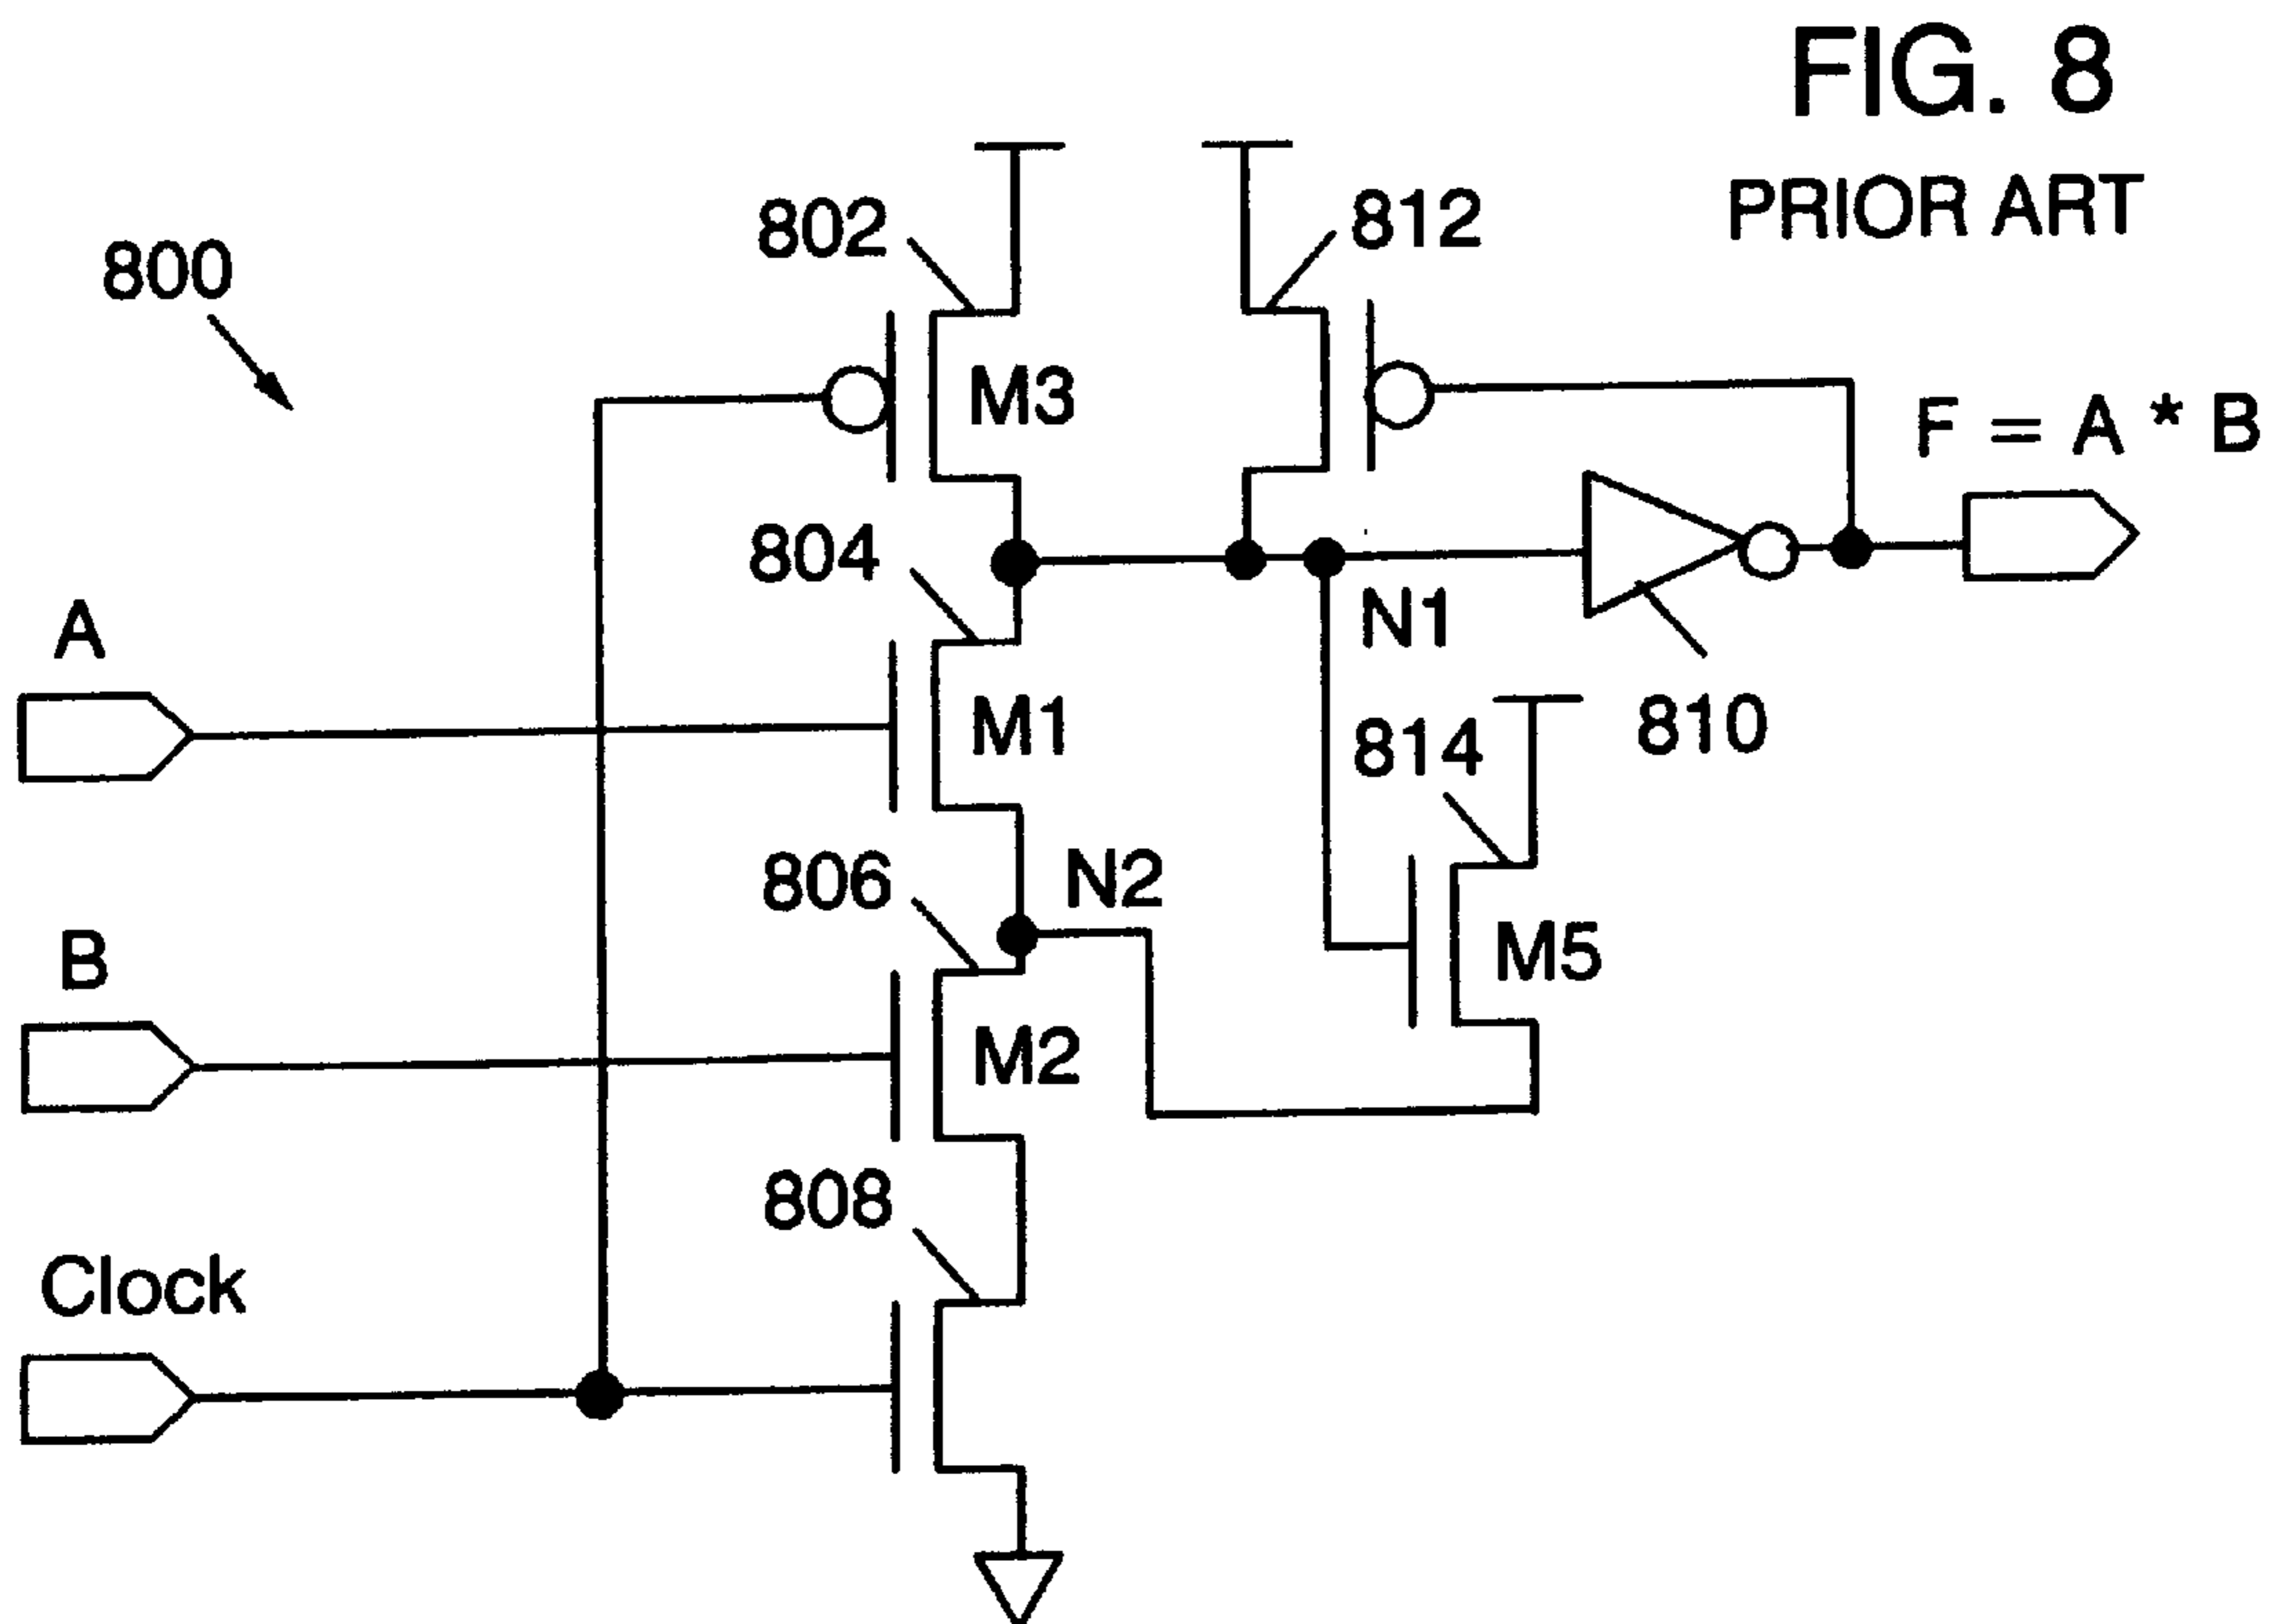 FIG. 8
PRIOR ART
802
812
800
M3
F = A * B
804
N1
A
M1
814
810
806
N2
B
M5
M2
808
Clock